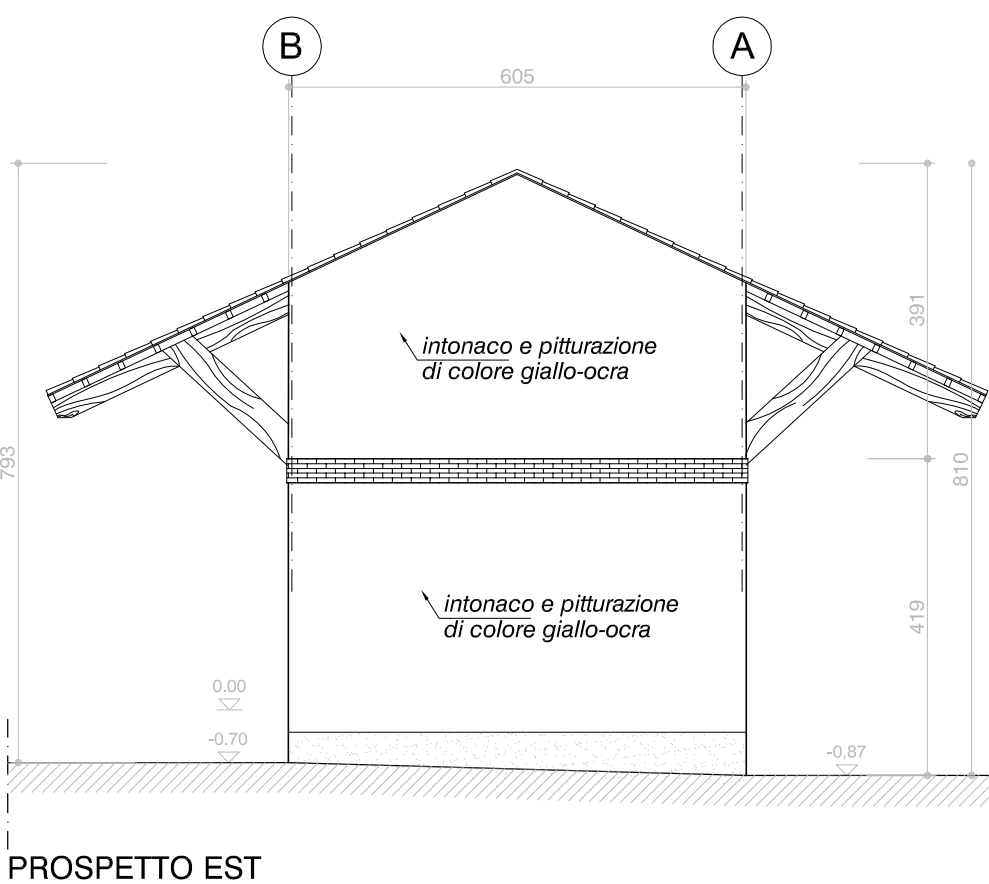 B
A
605
391
intonaco e pitturazione
di colore giallo-ocra
793
810
intonaco e pitturazione
di colore giallo-ocra
419
0.00
-0.70
-0,87
PROSPETTO EST